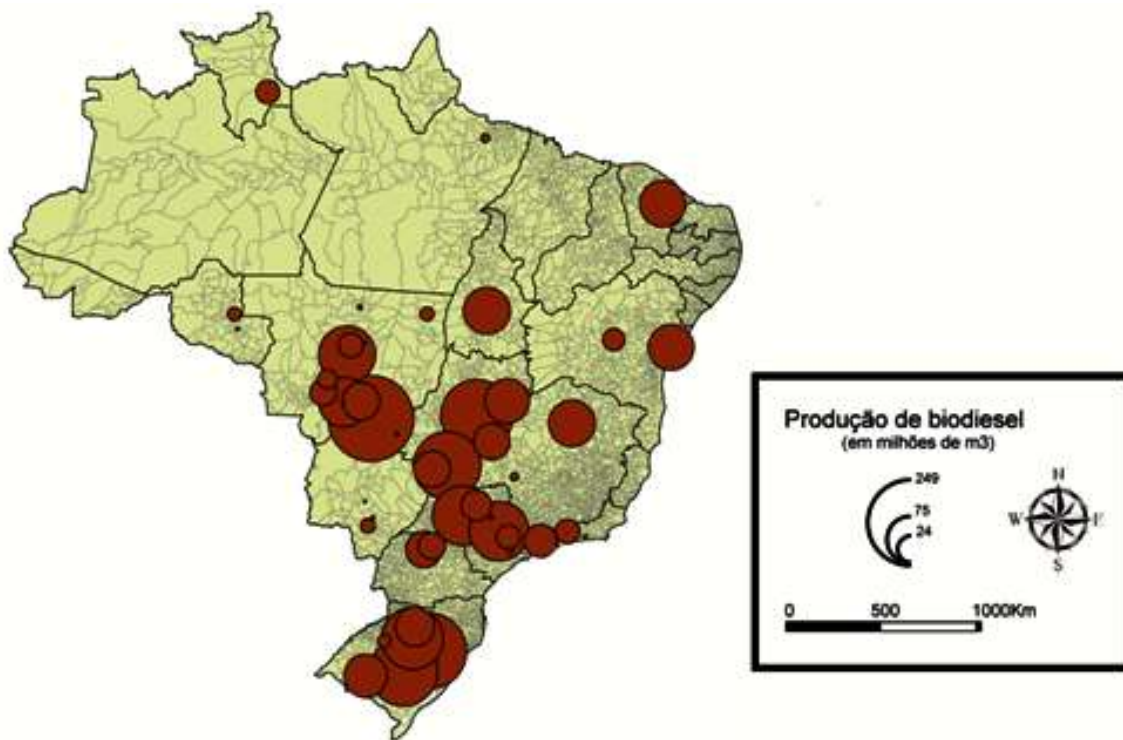 Produção de biodiesel
(em milhões de m3)
249
75
24
N
W E
S
0 500 1000Km